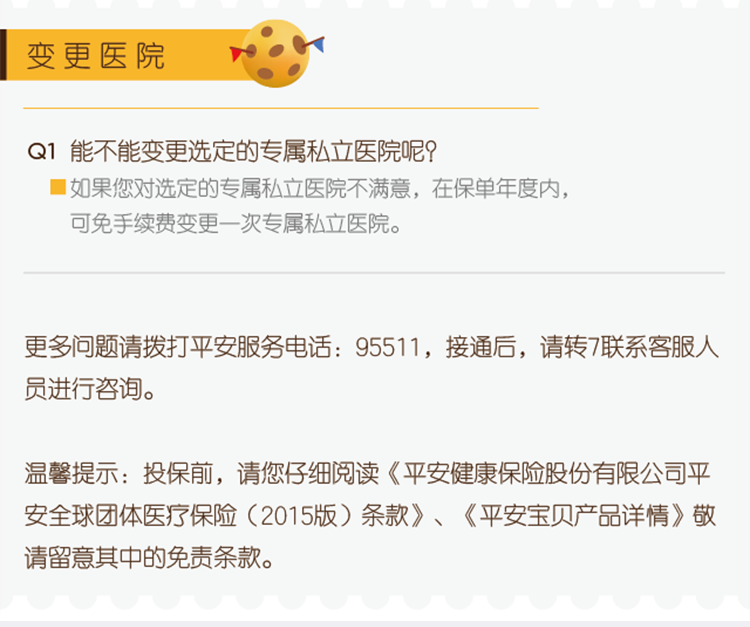 变更医院
Q1 能不能变更选定的专属私立医院呢？
如果您对选定的专属私立医院不满意，在保单年度内，
可免手续费变更一次专属私立医院。
更多问题请拨打平安服务电话：95511，接通后，请转7联系客服人
员进行咨询。
温馨提示：投保前，请您仔细阅读《平安健康保险股份有限公司平
安全球团体医疗保险（2015版）条款》、《平安宝贝产品详情》敬
请留意其中的免责条款。